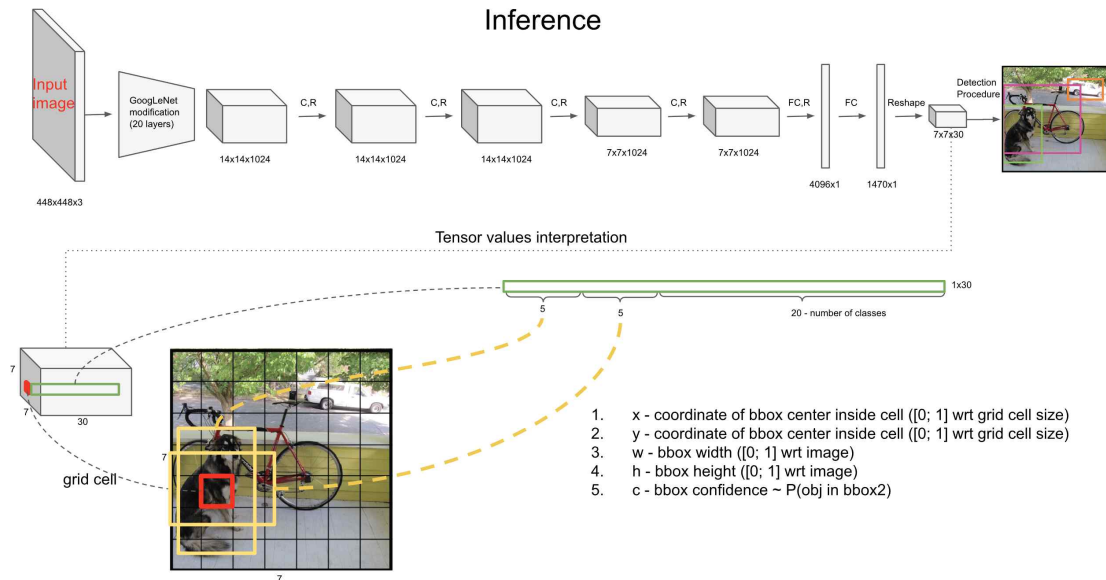 Inference
Input
image
448x448x3
GoogLeNet
modification
(20 layers)
14x14x1024
C,R
14x14x1024
C,R
14x14x1024
C,R
7x7x1024
C,R
7x7x1024
FC,R
4096x1
FC
1470x1
Reshape
7x7x30
Detection
Procedure
Tensor values interpretation
1x30
5
5
20 - number of classes
7
7
30
grid cell
7
7
1. x - coordinate of bbox center inside cell ([0; 1] wrt grid cell size)
2. y - coordinate of bbox center inside cell ([0; 1] wrt grid cell size)
3. w - bbox width ([0; 1] wrt image)
4. h - bbox height ([0; 1] wrt image)
5. c - bbox confidence ~ P(obj in bbox2)